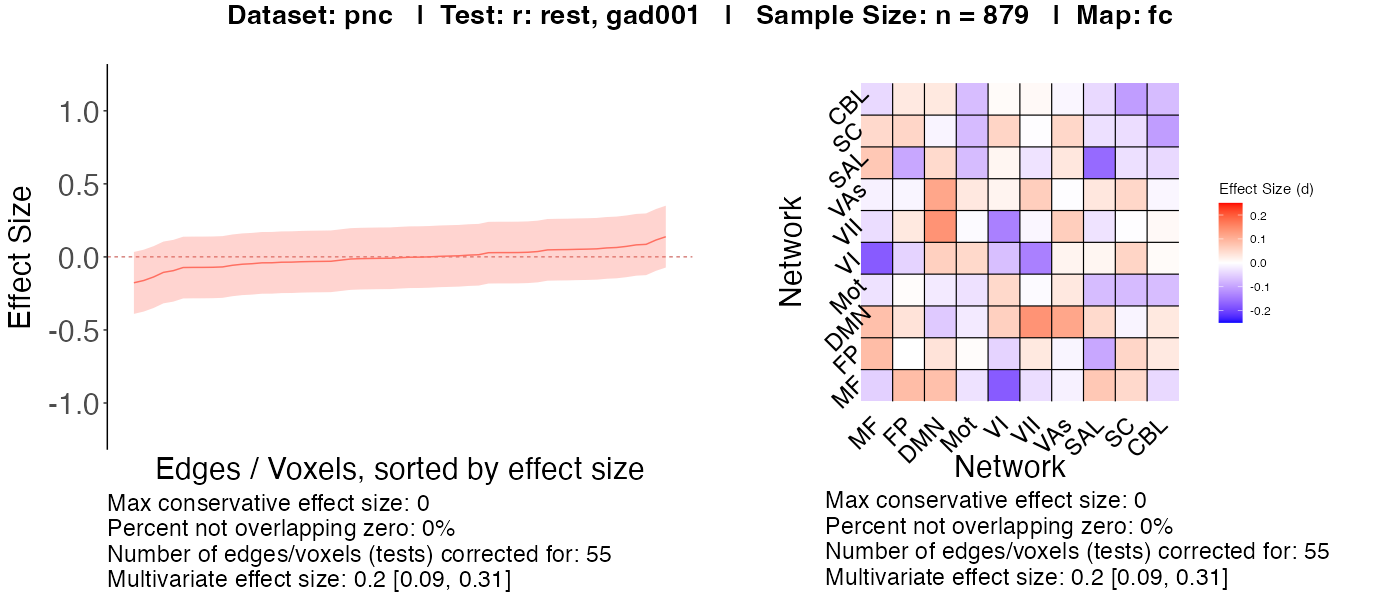 Dataset: pnc | Test: r: rest, gad001 | Sample Size: n = 879 | Map: fc
Effect Size
1.0
0.5
0.0
-0.5
-1.0
Edges / Voxels, sorted by effect size
Max conservative effect size: 0
Percent not overlapping zero: 0%
Number of edges/voxels (tests) corrected for: 55
Multivariate effect size: 0.2 [0.09, 0.31]
Network
CBL
SC
SAL
VAs
VII
VI
Mot
DMN
FP
MF
MF FP DMN Mot VI VII VAs SAL SC CBL
Network
Effect Size (d)
0.2
0.1
0.0
-0.1
-0.2
Max conservative effect size: 0
Percent not overlapping zero: 0%
Number of edges/voxels (tests) corrected for: 55
Multivariate effect size: 0.2 [0.09, 0.31]